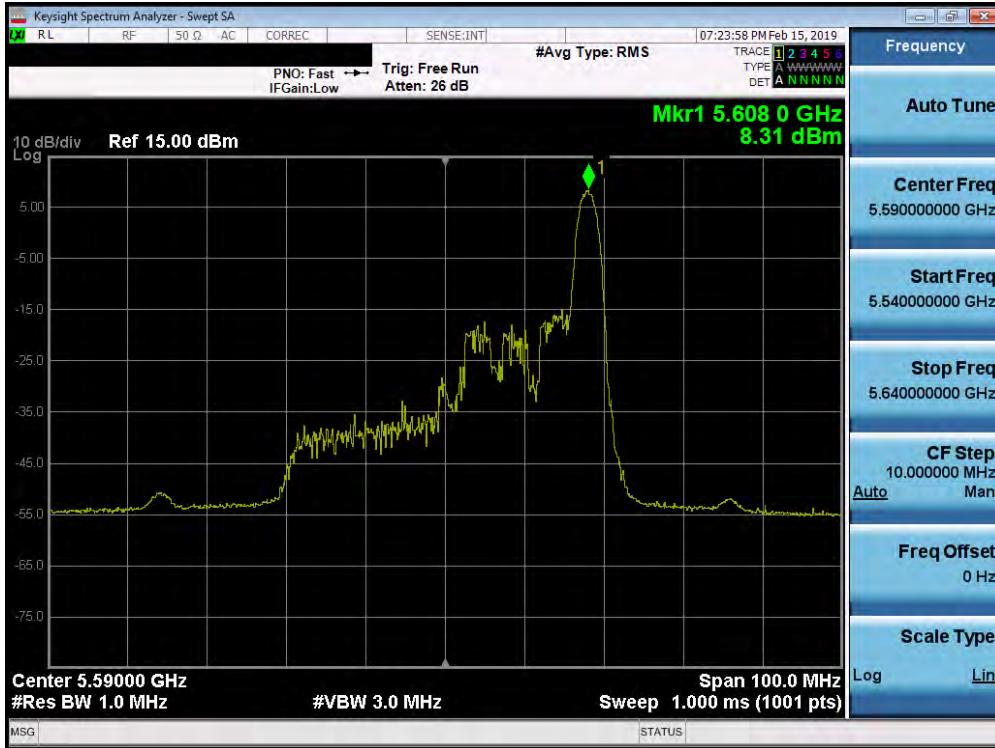 Keysight Spectrum Analyzer - Swept SA
LXI RL RF 50 Ω AC CORREC SENSE:INT 07:23:58 PM Feb 15, 2019
#Avg Type: RMS TRACE 1 2 3 4 5 6
PNO: Fast Trig: Free Run TYPE A WWWWW
IFGain:Low Atten: 26 dB DET A N N N N N
Mkr1 5.608 0 GHz
10 dB/div Ref 15.00 dBm 8.31 dBm
Log
1
5.00
-5.00
-15.0
-25.0
-35.0
-45.0
-55.0
-65.0
-75.0
Center 5.59000 GHz Span 100.0 MHz
#Res BW 1.0 MHz #VBW 3.0 MHz Sweep 1.000 ms (1001 pts)
MSG STATUS
Frequency
Auto Tune
Center Freq
5.590000000 GHz
Start Freq
5.540000000 GHz
Stop Freq
5.640000000 GHz
CF Step
10.000000 MHz
Auto Man
Freq Offset
0 Hz
Scale Type
Log Lin